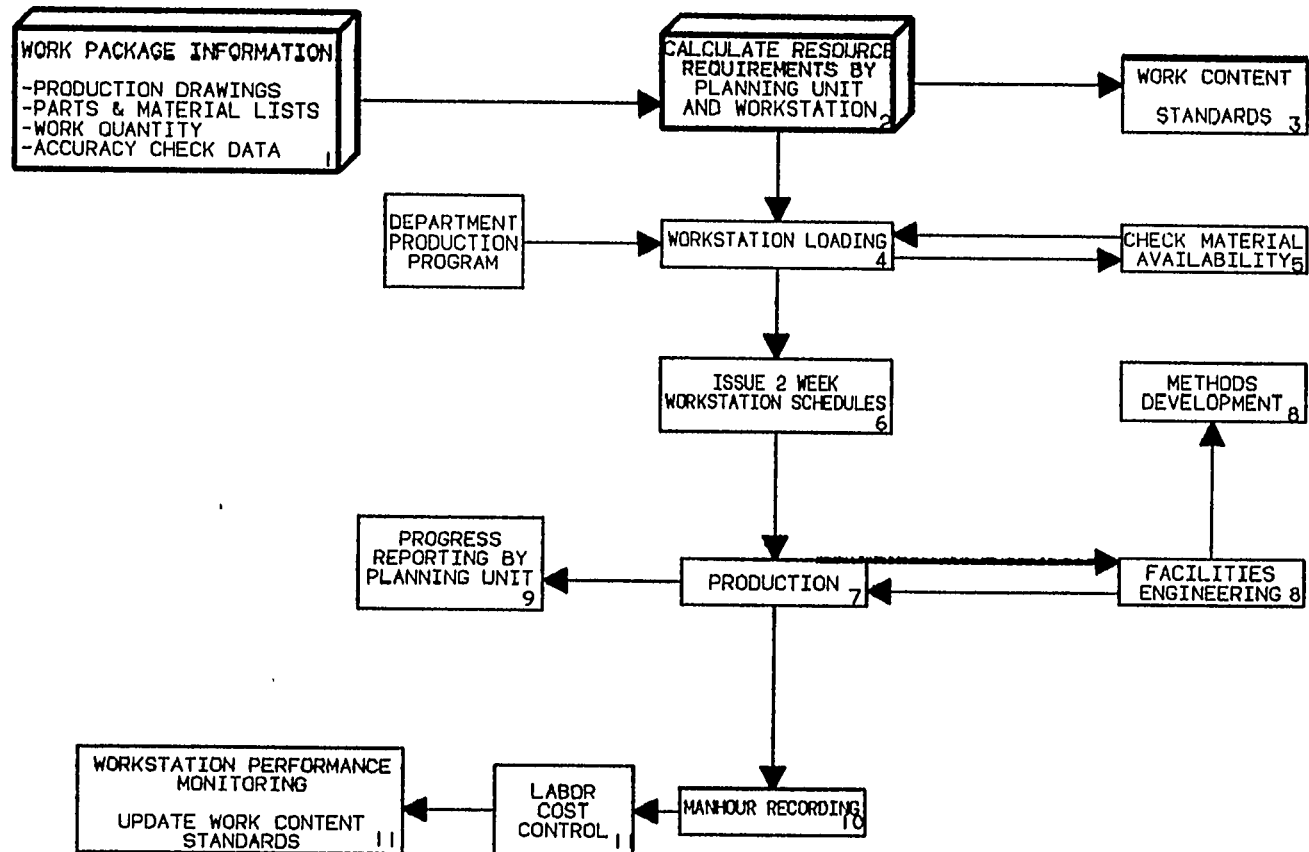 WORK PACKAGE INFORMATION
-PRODUCTION DRAWINGS
-PARTS & MATERIAL LISTS
-WORK QUANTITY
-ACCURACY CHECK DATA
1
CALCULATE RESOURCE
REQUIREMENTS BY
PLANNING UNIT
AND WORKSTATION
2
WORK CONTENT
STANDARDS
3
DEPARTMENT
PRODUCTION
PROGRAM
WORKSTATION LOADING
4
CHECK MATERIAL
AVAILABILITY
5
ISSUE 2 WEEK
WORKSTATION SCHEDULES
6
METHODS
DEVELOPMENT
8
PROGRESS
REPORTING BY
PLANNING UNIT
9
PRODUCTION
7
FACILITIES
ENGINEERING
8
WORKSTATION PERFORMANCE
MONITORING
UPDATE WORK CONTENT
STANDARDS
11
LABOR
COST
CONTROL
11
MANHOUR RECORDING
10